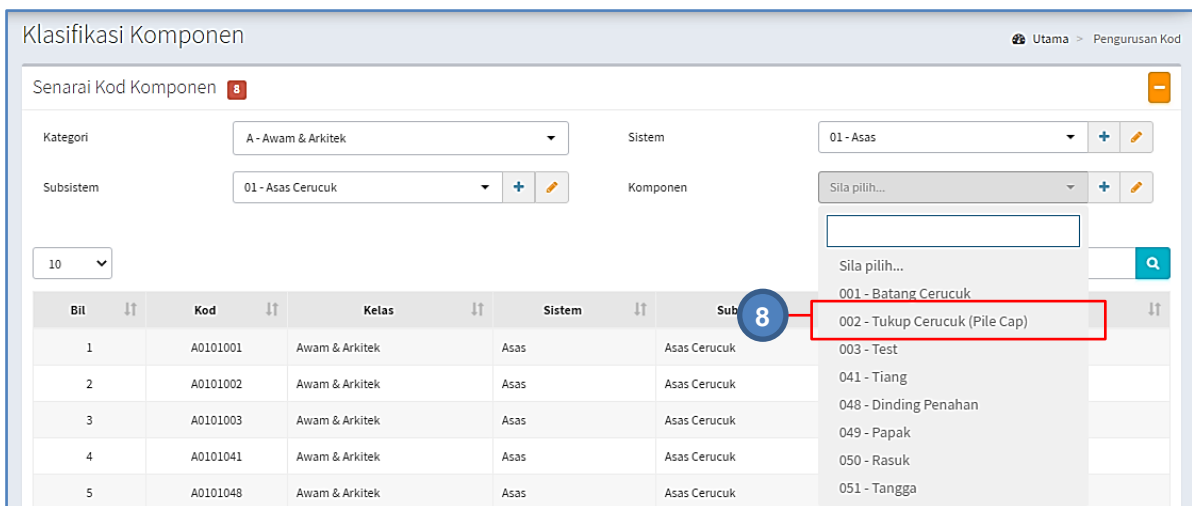 Klasifikasi Komponen
Utama > Pengurusan Kod
Senarai Kod Komponen 8
Kategori A - Awam & Arkitek Sistem 01 - Asas
Subsistem 01 - Asas Cerucuk Komponen Sila pilih...
10
Sila pilih...
001 - Batang Cerucuk
002 - Tukup Cerucuk (Pile Cap)
003 - Test
041 - Tiang
048 - Dinding Penahan
049 - Papak
050 - Rasuk
051 - Tangga
8
Bil Kod Kelas Sistem Sub
1 A0101001 Awam & Arkitek Asas Asas Cerucuk
2 A0101002 Awam & Arkitek Asas Asas Cerucuk
3 A0101003 Awam & Arkitek Asas Asas Cerucuk
4 A0101041 Awam & Arkitek Asas Asas Cerucuk
5 A0101048 Awam & Arkitek Asas Asas Cerucuk